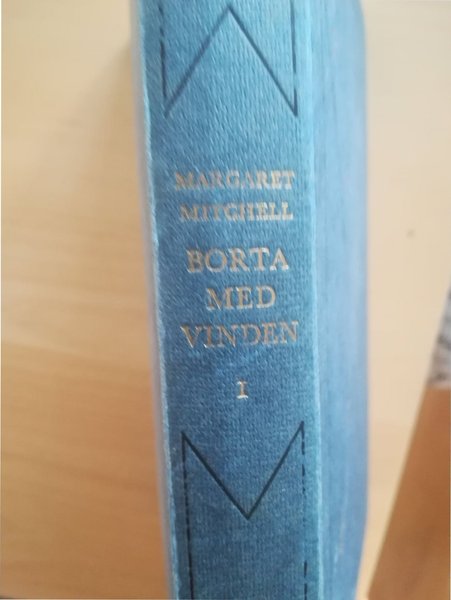 MARGARET
MITCHELL
BORTA
MED
VINDEN
I